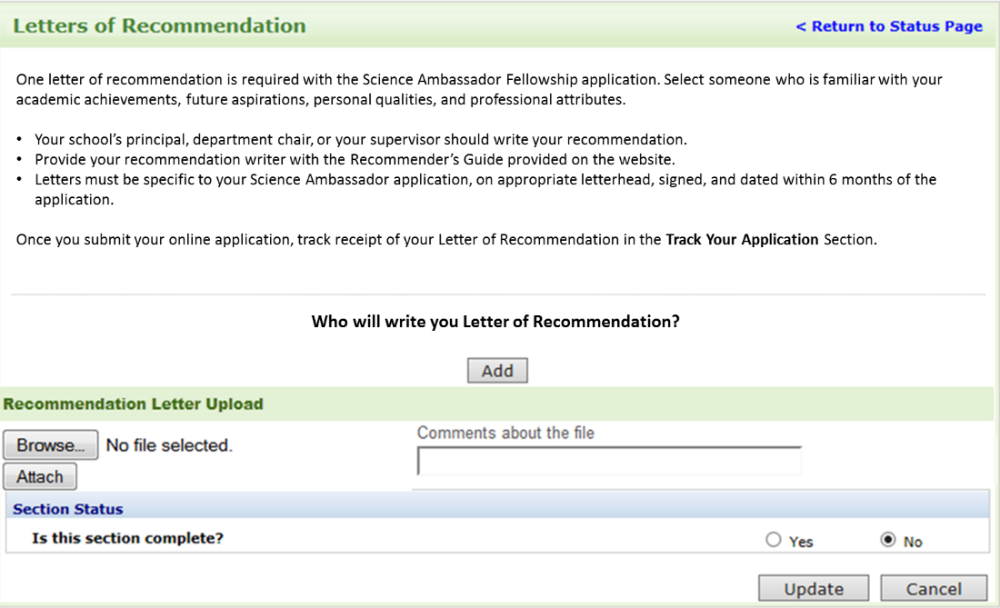 Letters of Recommendation
< Return to Status Page
One letter of recommendation is required with the Science Ambassador Fellowship application. Select someone who is familiar with your
academic achievements, future aspirations, personal qualities, and professional attributes.
• Your school's principal, department chair, or your supervisor should write your recommendation.
• Provide your recommendation writer with the Recommender's Guide provided on the website.
• Letters must be specific to your Science Ambassador application, on appropriate letterhead, signed, and dated within 6 months of the
application.
Once you submit your online application, track receipt of your Letter of Recommendation in the Track Your Application Section.
Who will write you Letter of Recommendation?
Add
Recommendation Letter Upload
Comments about the file
Browse... No file selected.
Attach
Section Status
Is this section complete? Yes No
Update Cancel